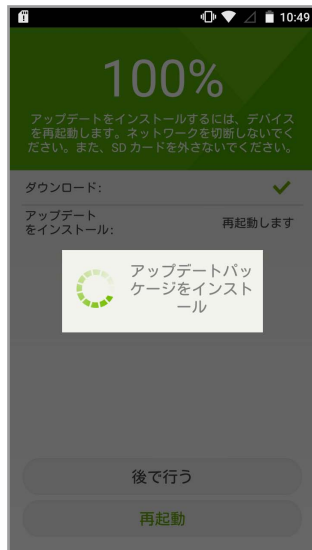 10:49
100%
アップデートをインストールするには、デバイス
を再起動します。ネットワークを切断しないでく
ださい。また、SD カードを外さないでください。
ダウンロード:
アップデート
をインストール:
再起動します
アップデートパッ
ケージをインスト
ール
後で行う
再起動